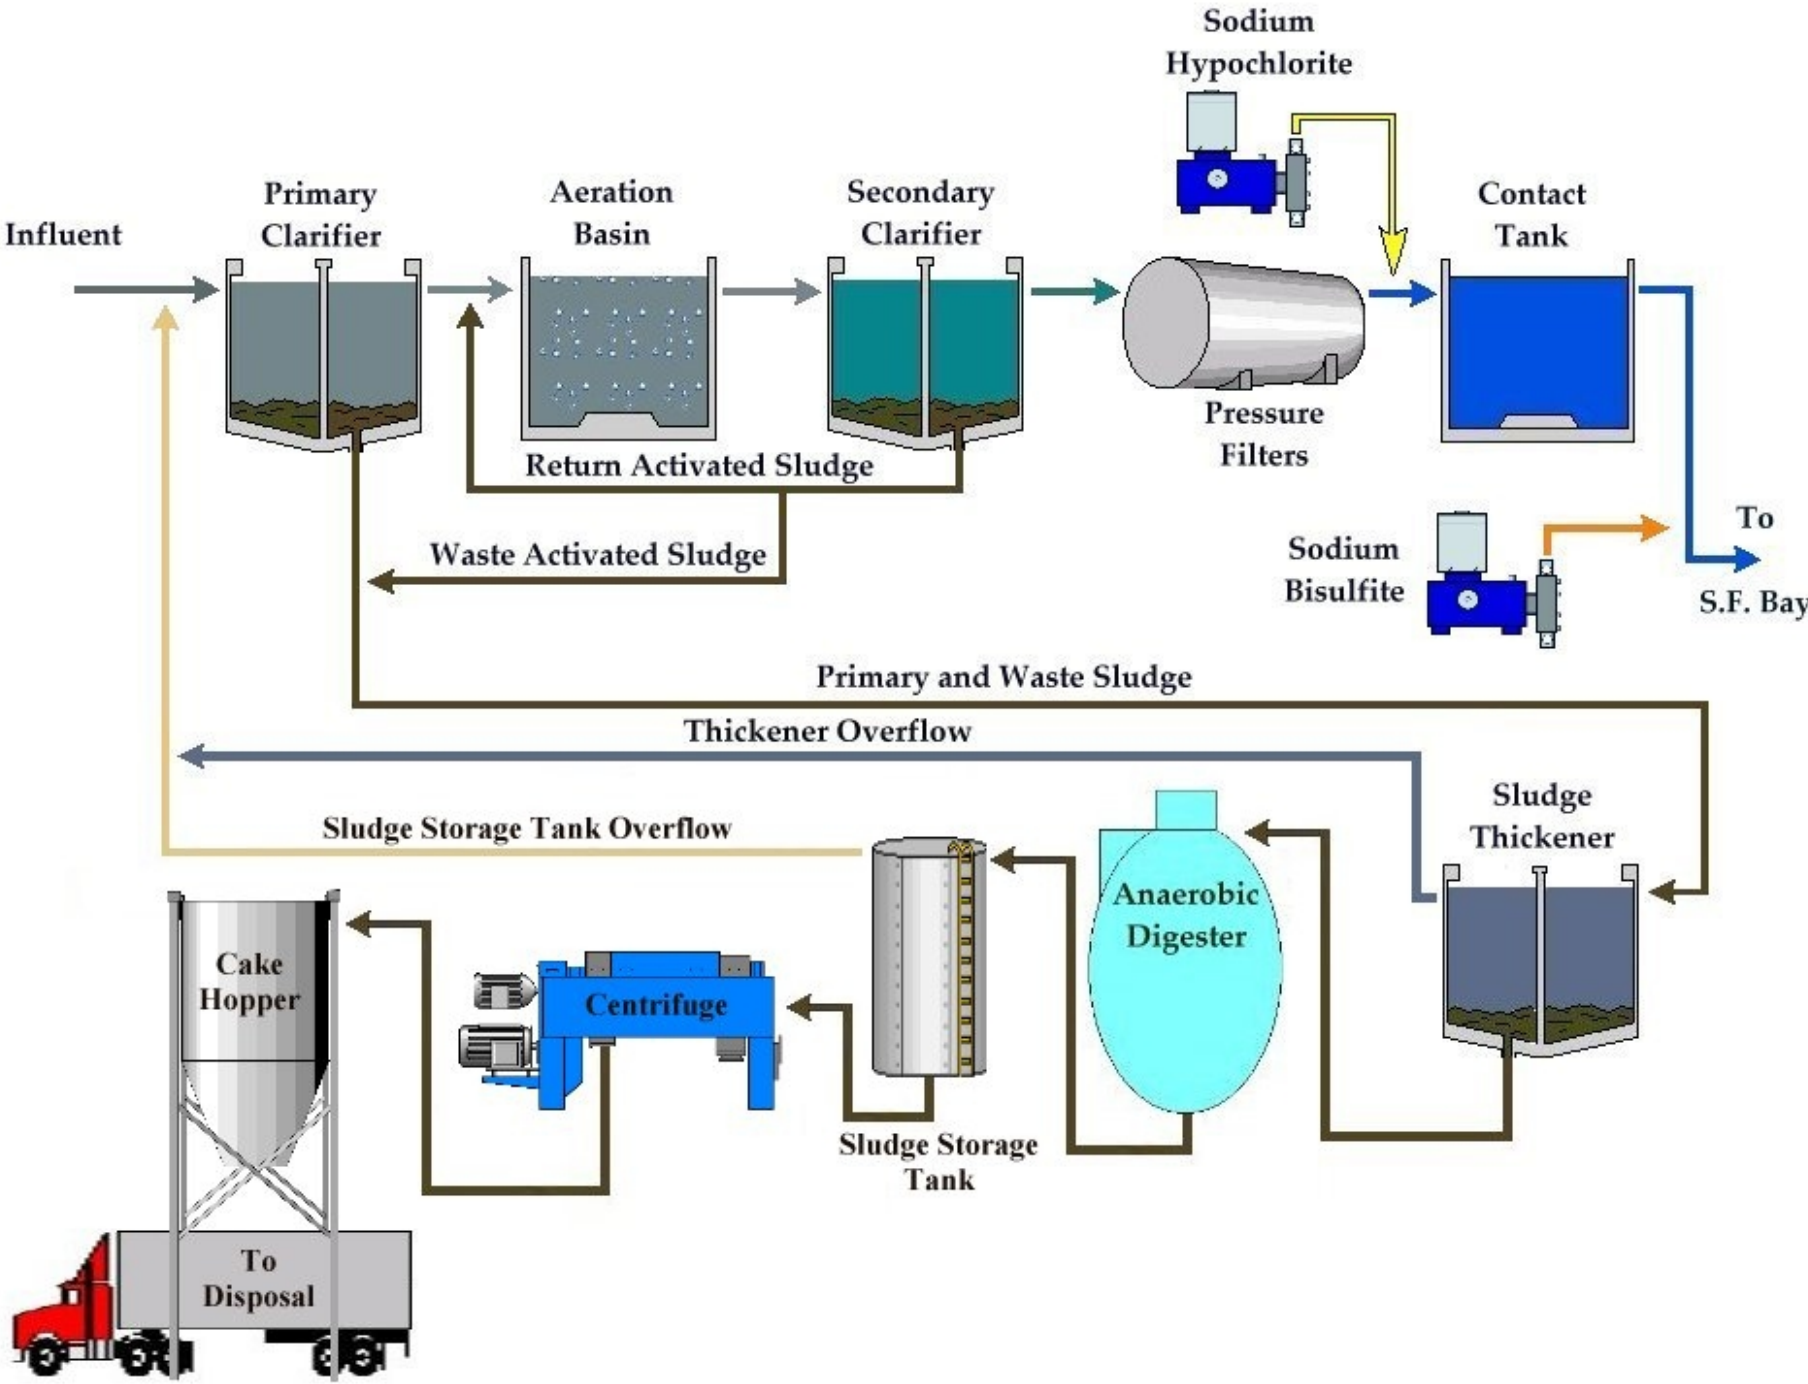 Sodium
Hypochlorite
Influent
Primary
Clarifier
Aeration
Basin
Secondary
Clarifier
Contact
Tank
Pressure
Filters
Return Activated Sludge
Waste Activated Sludge
Sodium
Bisulfite
To
S.F. Bay
Primary and Waste Sludge
Thickener Overflow
Sludge
Thickener
Sludge Storage Tank Overflow
Anaerobic
Digester
Cake
Hopper
Centrifuge
Sludge Storage
Tank
To
Disposal